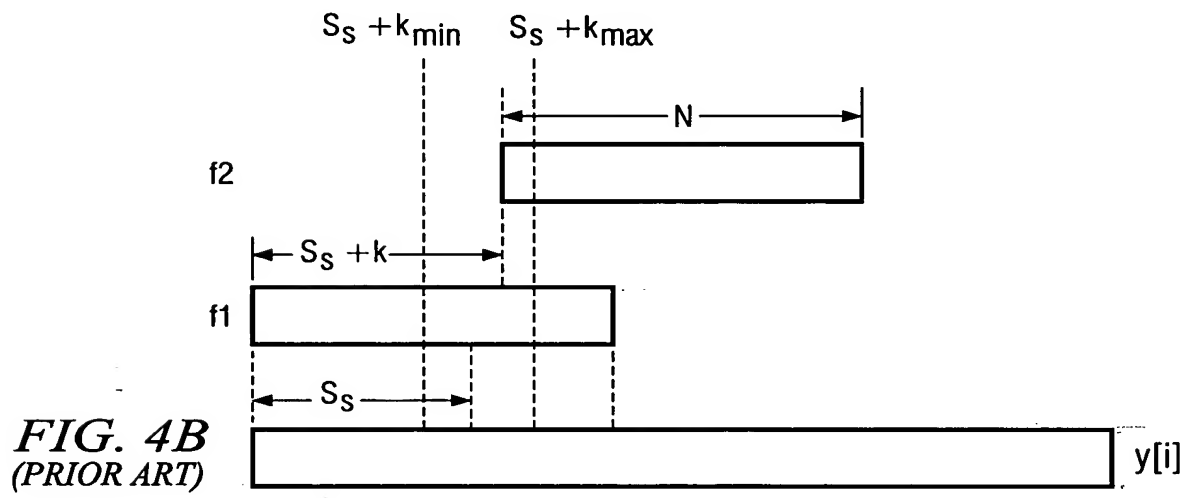 S_s + k_min S_s + k_max
N
f2
S_s + k
f1
S_s
FIG. 4B
(PRIOR ART)
y[i]